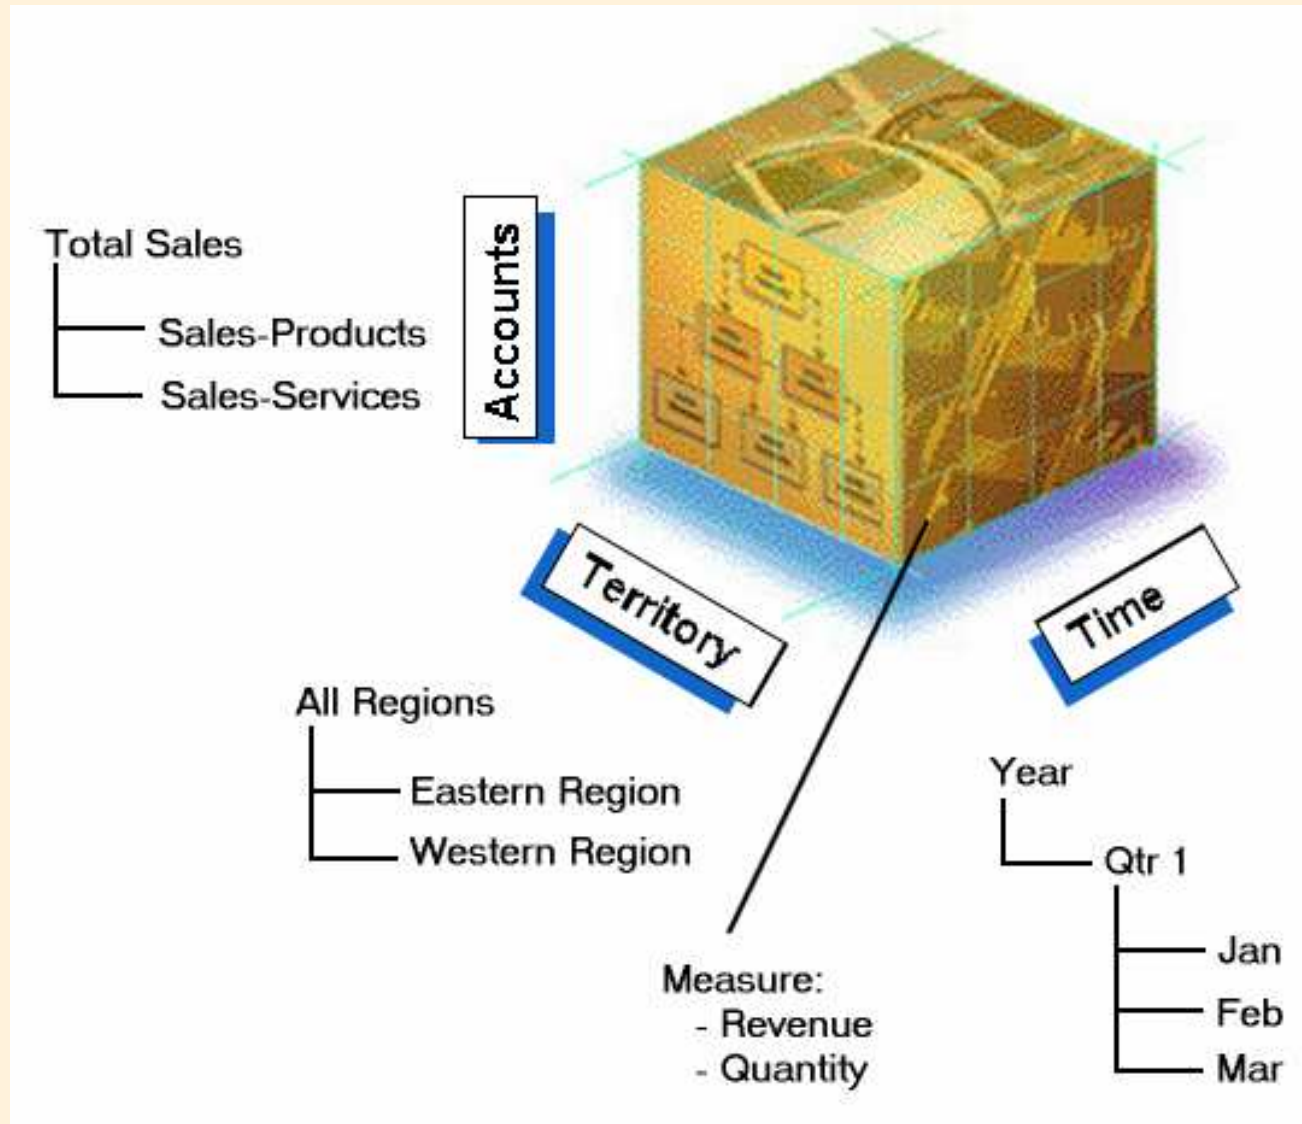 Total Sales
Sales-Products
Sales-Services
Accounts
Territory
Time
All Regions
Eastern Region
Western Region
Measure:
- Revenue
- Quantity
Year
Qtr 1
Jan
Feb
Mar